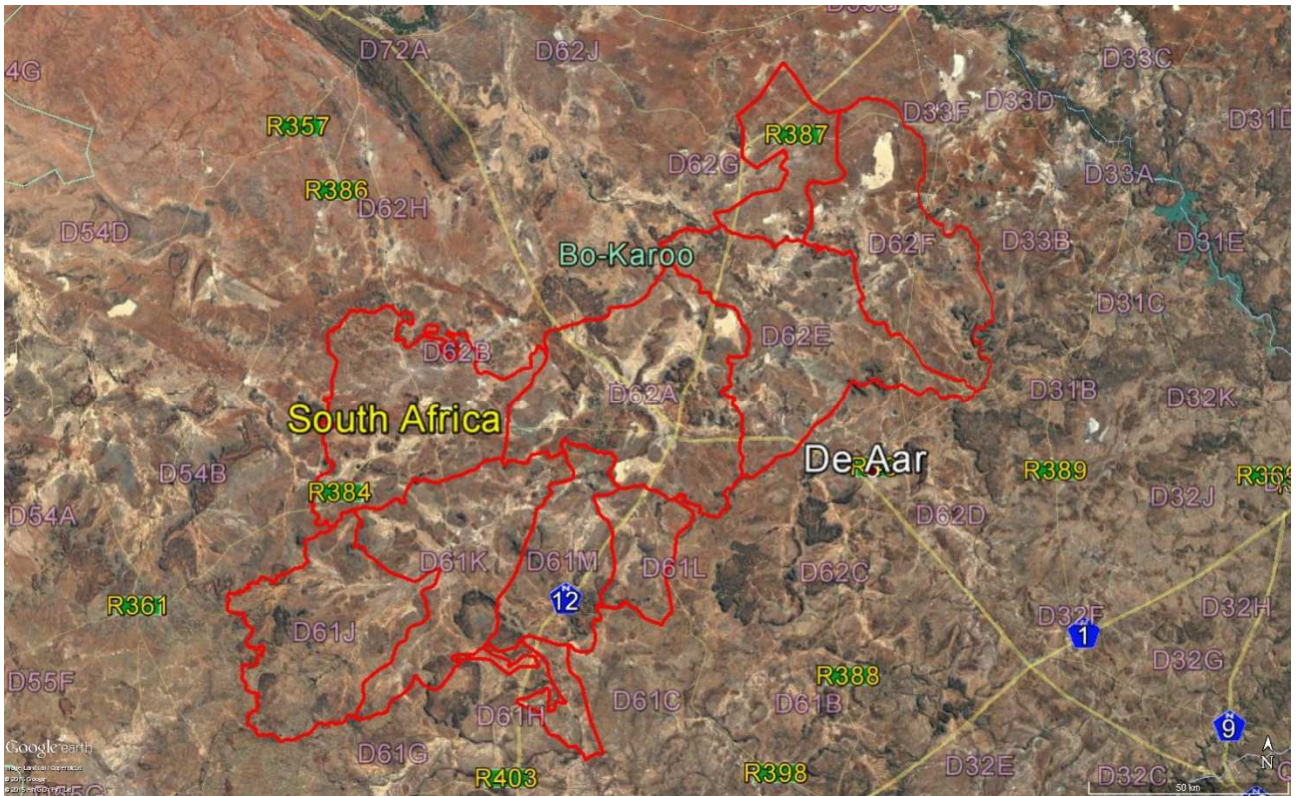 D33G
D72A
D62J
D33C
4G
D33D
D33F
D31D
R357
R387
D62G
D33A
R386
D62H
D54D
D62F
D33B
D31E
Bo-Karoo
D31C
D62E
D62B
D62A
D31B
D32K
South Africa
De Aar
D54B
R389
R369
R384
D32J
D54A
D62D
D61K
D61M
D61L
D62C
12
R361
D32F
D32H
D61J
1
D32G
D55F
R388
D61C
D61B
D61H
9
Google earth
D61G
N
R403
R398
D32E
D32C
50 km